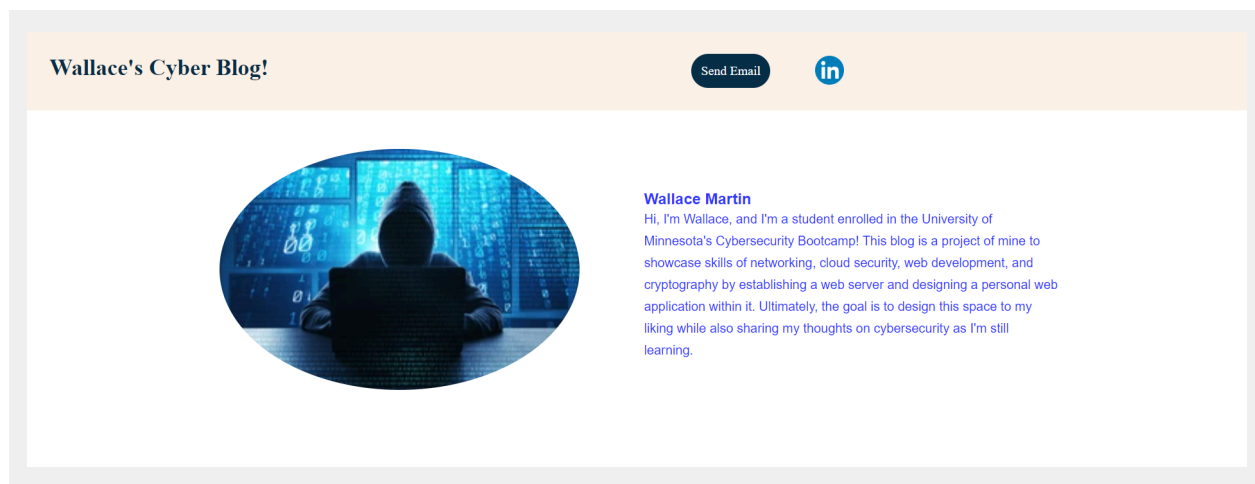 Wallace's Cyber Blog!
Send Email
in
Wallace Martin
Hi, I'm Wallace, and I'm a student enrolled in the University of
Minnesota's Cybersecurity Bootcamp! This blog is a project of mine to
showcase skills of networking, cloud security, web development, and
cryptography by establishing a web server and designing a personal web
application within it. Ultimately, the goal is to design this space to my
liking while also sharing my thoughts on cybersecurity as I'm still
learning.